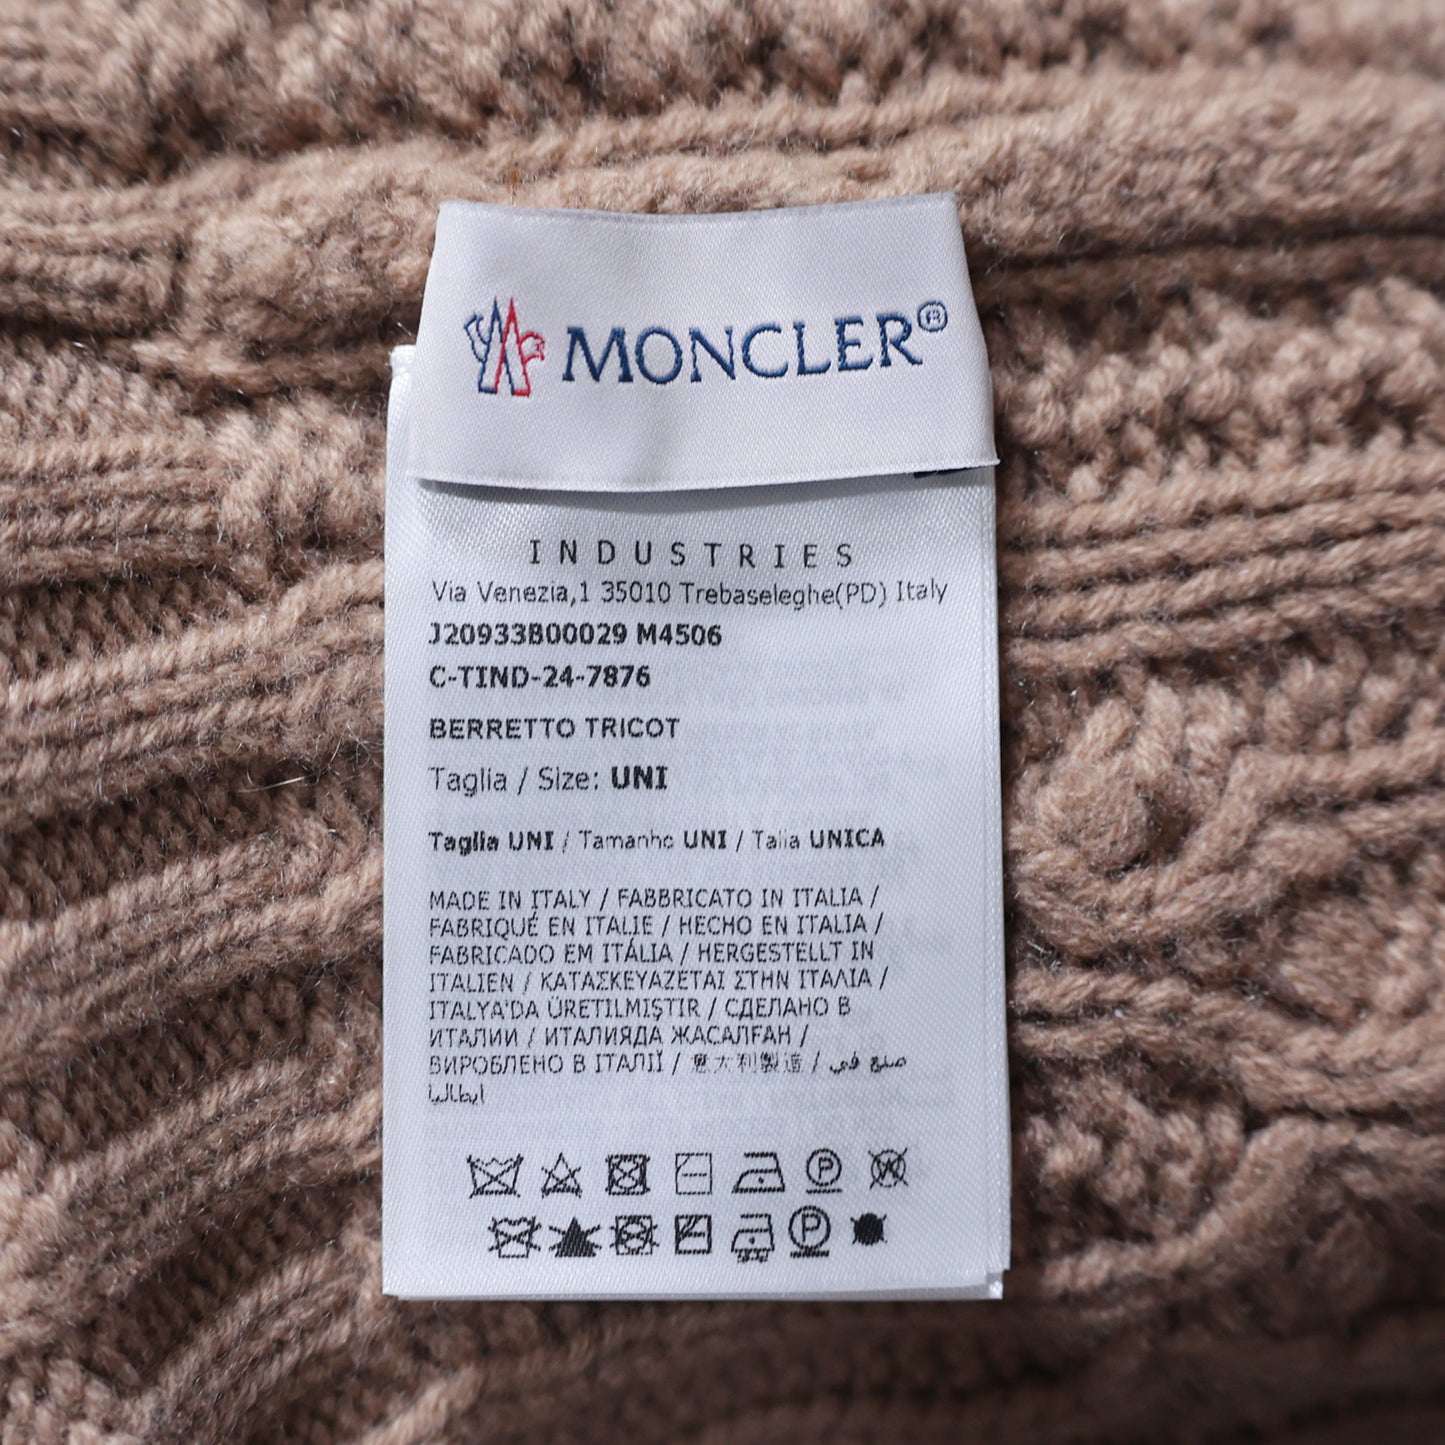 MONCLER®
INDUSTRIES
Via Venezia,1 35010 Trebaseleghe(PD) Italy
J20933B00029 M4506
C-TIND-24-7876
BERRETTO TRICOT
Taglia / Size: UNI
Taglia UNI / Tamanho UNI / Talla UNICA
MADE IN ITALY / FABBRICATO IN ITALIA /
FABRIQUÉ EN ITALIE / HECHO EN ITALIA /
FABRICADO EM ITÁLIA / HERGESTELLT IN
ITALIEN / ΚΑΤΑΣΚΕΥΑΖΕΤΑΙ ΣΤΗΝ ΙΤΑΛΙΑ /
ITALYA'DA ÜRETILMIŞTIR / СДЕЛАНО В
ИТАЛИИ / ИТАЛИЯДА ЖАСАЛҒАН /
ВИРОБЛЕНО В ІТАЛІЇ / 意大利製造 / صنع في
ايطاليا
P W
P